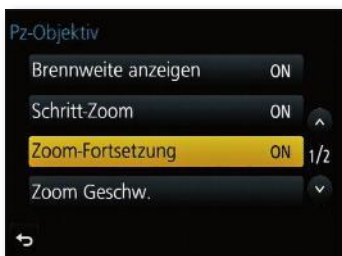 Pz-Objektiv
Brennweite anzeigen ON
Schritt-Zoom ON
Zoom-Fortsetzung ON
1/2
Zoom Geschw.